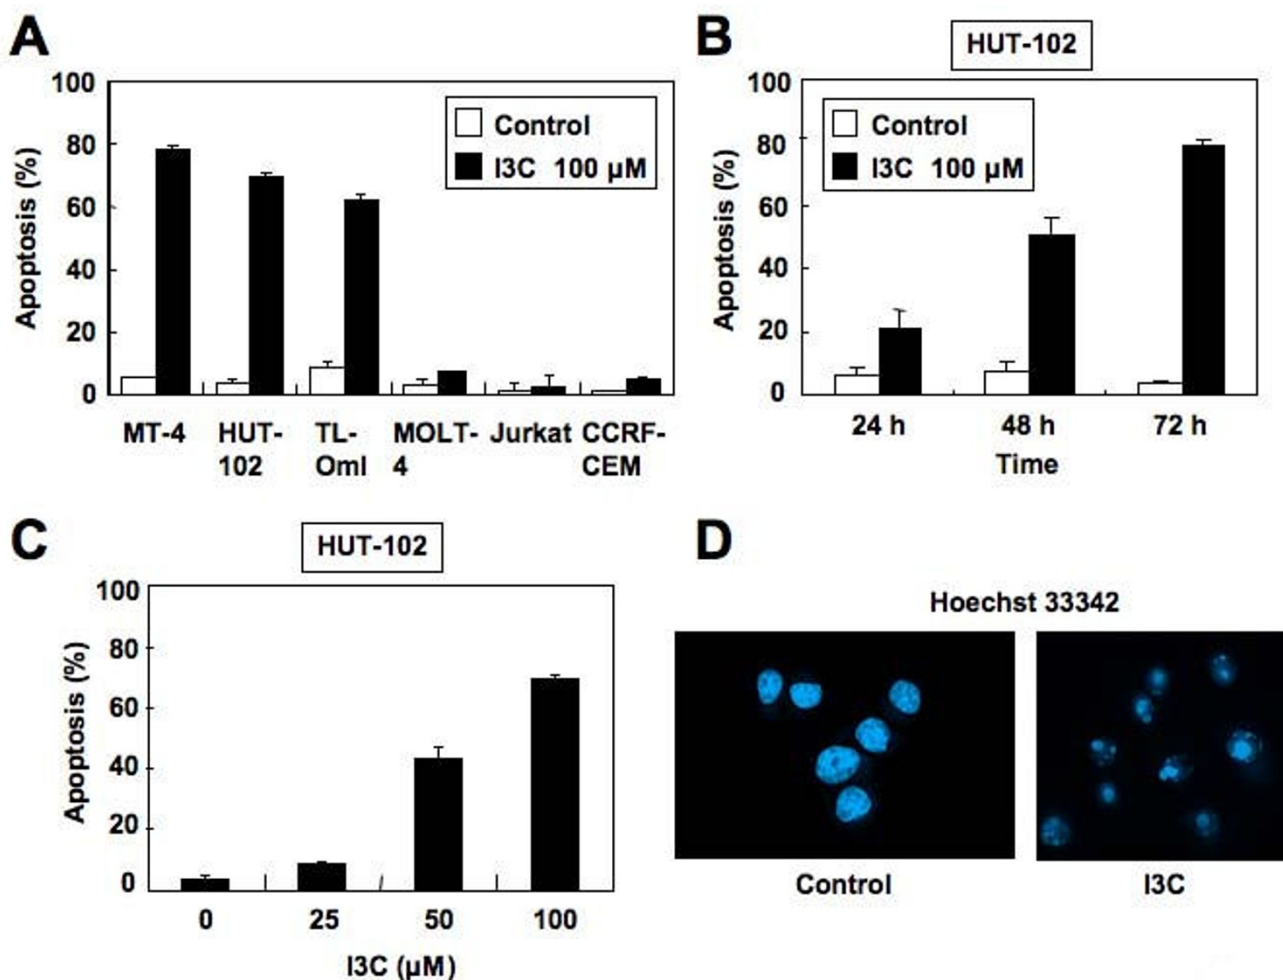 A
100
80
60
40
20
0
Apoptosis (%)
Control
I3C 100 µM
MT-4
HUT-
102
TL-
Oml
MOLT-
4
Jurkat
CCRF-
CEM
B
HUT-102
100
80
60
40
20
0
Apoptosis (%)
Control
I3C 100 µM
24 h
48 h
72 h
Time
C
HUT-102
100
80
60
40
20
0
Apoptosis (%)
0
25
50
100
I3C (µM)
D
Hoechst 33342
Control
I3C